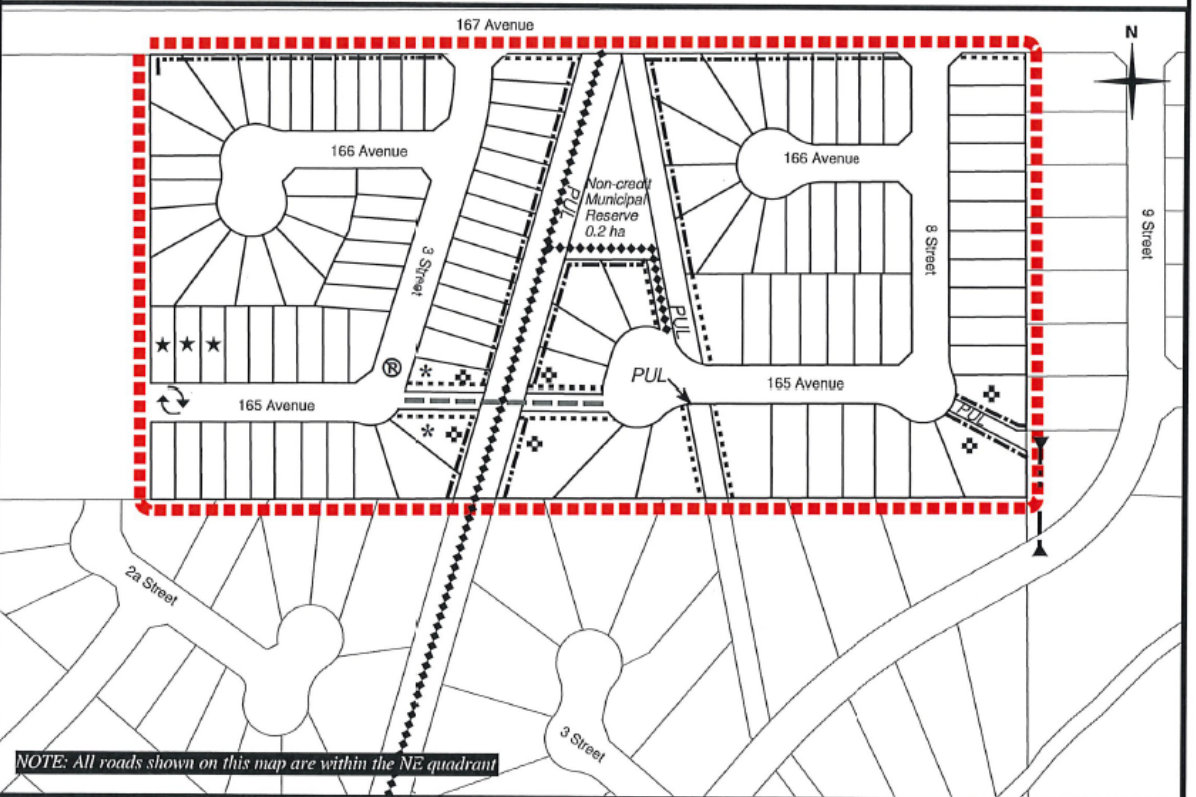 167 Avenue
N
166 Avenue
166 Avenue
Non-credit
Municipal
Reserve
0.2 ha
PUL
3 Street
8 Street
9 Street
PUL
PUL
®
165 Avenue
165 Avenue
PUL
2a Street
3 Street
NOTE: All roads shown on this map are within the NE quadrant